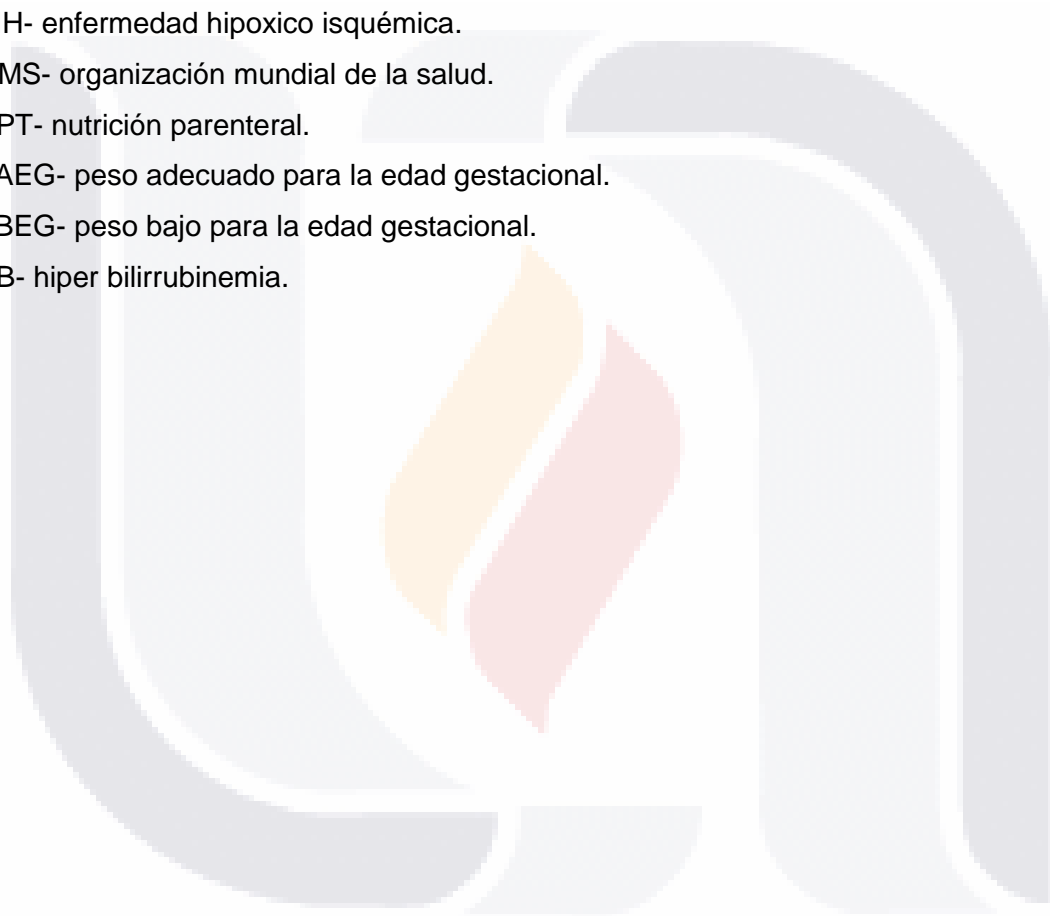 H- enfermedad hipoxico isquémica.
MS- organización mundial de la salud.
PT- nutrición parenteral.
AEG- peso adecuado para la edad gestacional.
BEG- peso bajo para la edad gestacional.
B- hiper bilirrubinemia.